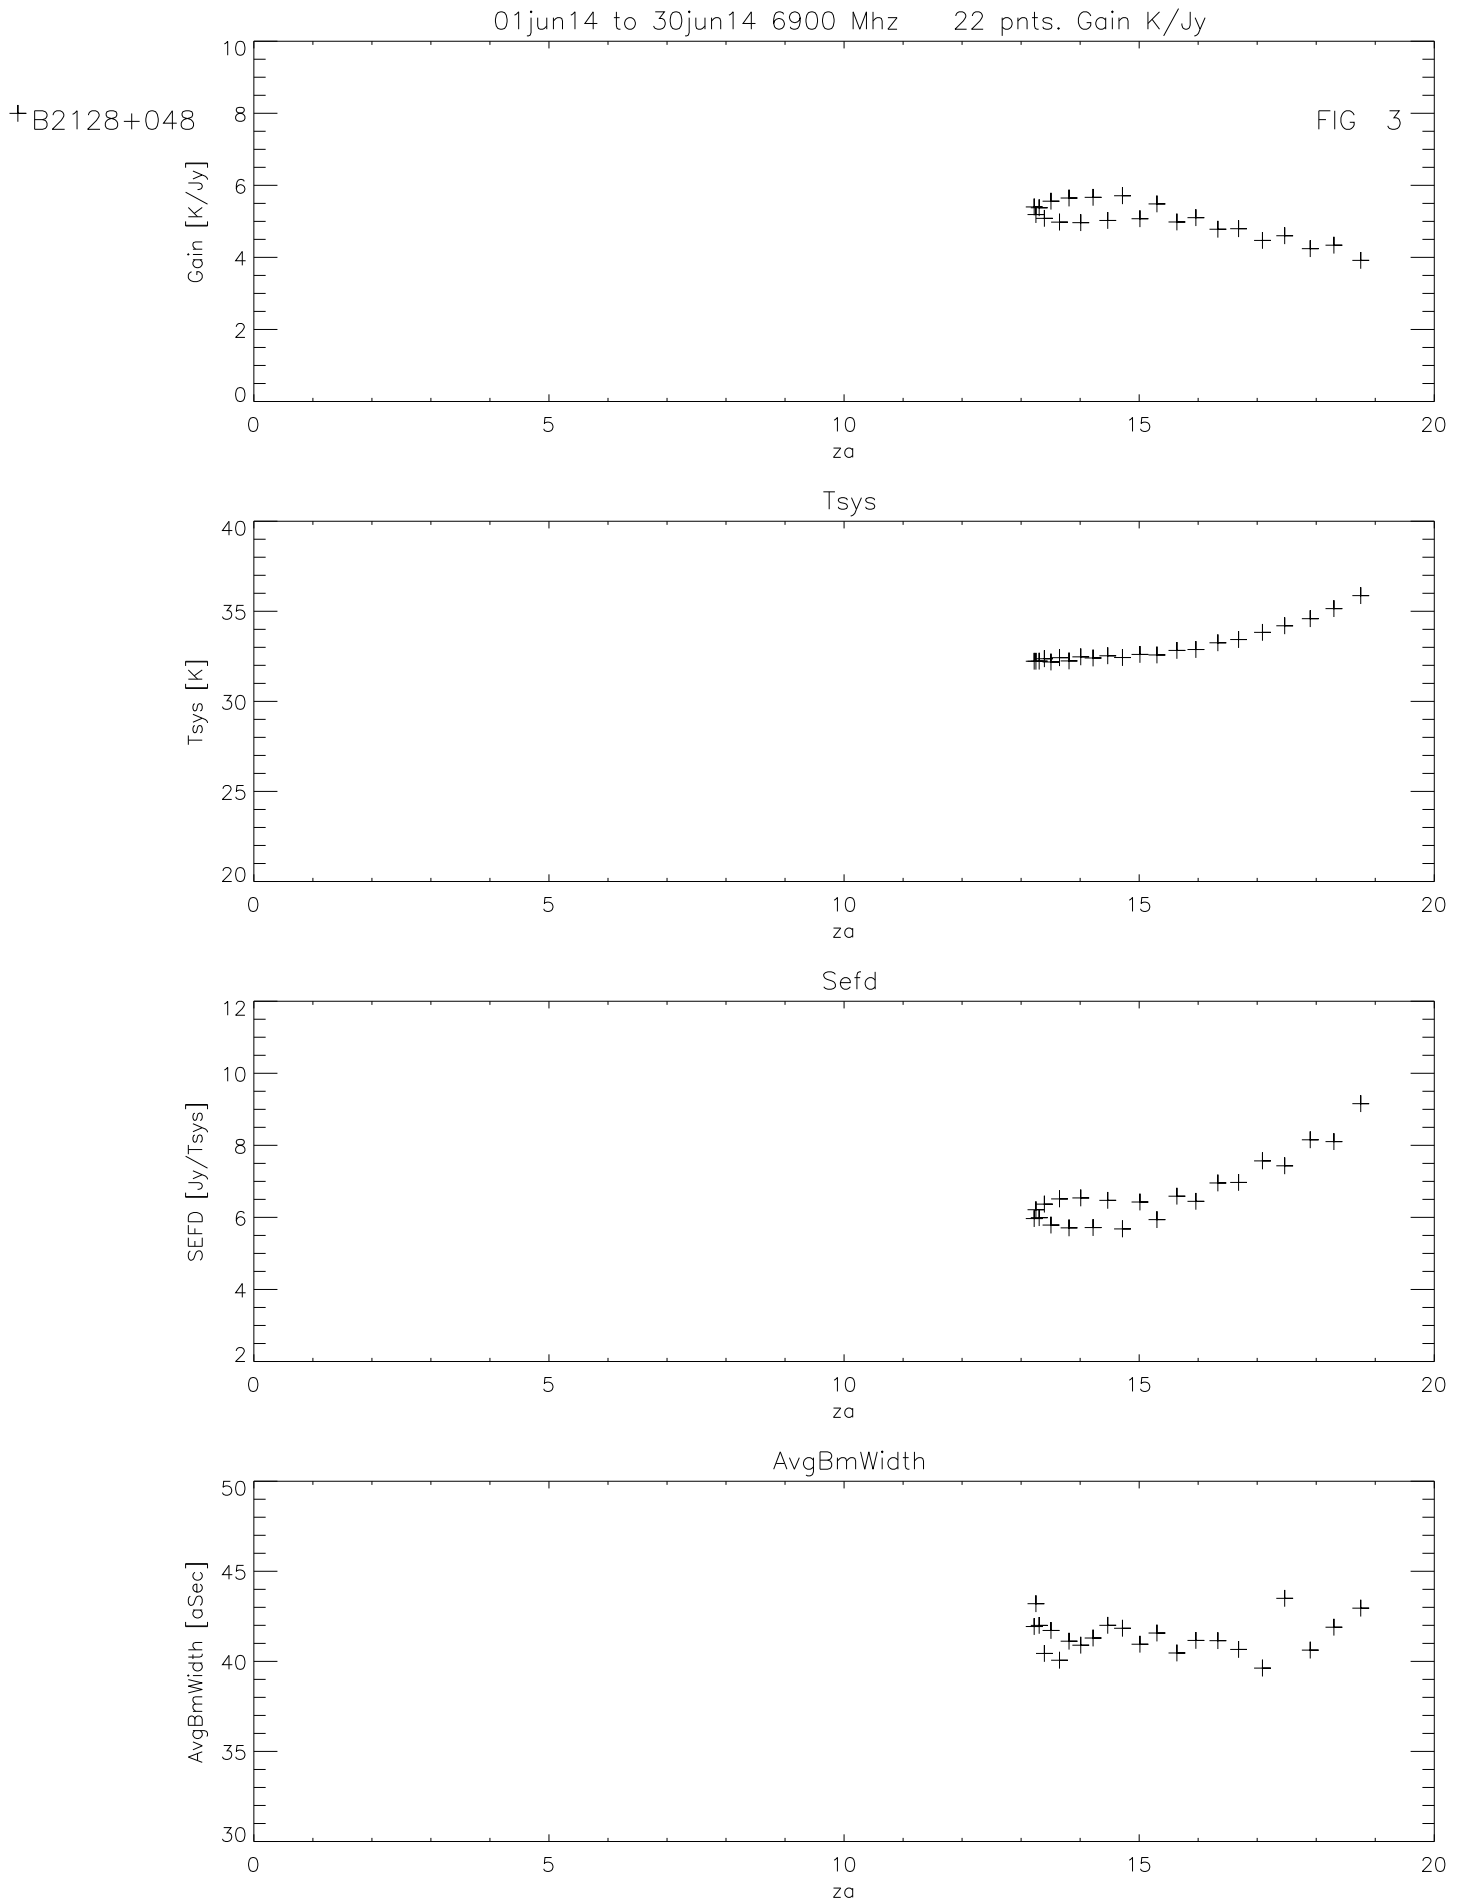 01jun14 to 30jun14 6900 Mhz 22 pnts. Gain K/Jy
+B2128+048
FIG 3
Gain [K/Jy]
10
8
6
4
2
0
0 5 10 15 20
za
Tsys
Tsys [K]
40
35
30
25
20
0 5 10 15 20
za
Sefd
SEFD [Jy/Tsys]
12
10
8
6
4
2
0 5 10 15 20
za
AvgBmWidth
AvgBmWidth [aSec]
50
45
40
35
30
0 5 10 15 20
za